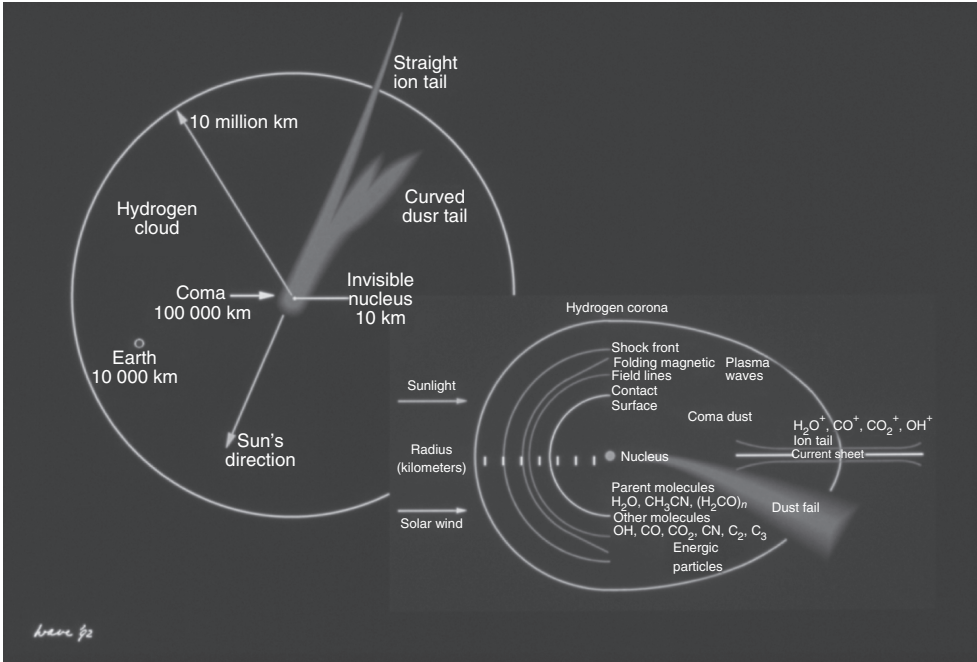 Straight
ion tail
10 million km
Hydrogen
cloud
Curved
dusr tail
Coma
100 000 km
Invisible
nucleus
10 km
Earth
10 000 km
Sun's
direction
Hydrogen corona
Shock front
Folding magnetic
Field lines
Plasma
waves
Contact
Surface
Sunlight
Coma dust
H₂O⁺, CO⁺, CO₂⁺, OH⁺
Ion tail
Current sheet
Radius
(kilometers)
Nucleus
Parent molecules
H₂O, CH₃CN, (H₂CO)ₙ
Other molecules
OH, CO, CO₂, CN, C₂, C₃
Energic
particles
Dust fail
Solar wind